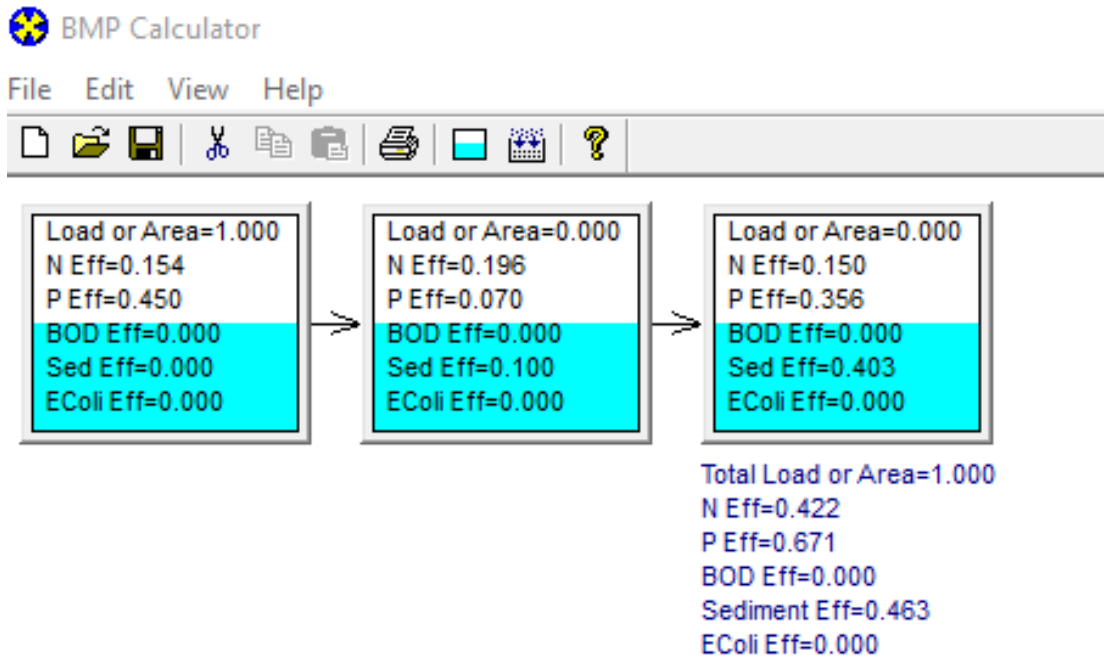 BMP Calculator
File Edit View Help
Load or Area=1.000
N Eff=0.154
P Eff=0.450
BOD Eff=0.000
Sed Eff=0.000
EColi Eff=0.000
Load or Area=0.000
N Eff=0.196
P Eff=0.070
BOD Eff=0.000
Sed Eff=0.100
EColi Eff=0.000
Load or Area=0.000
N Eff=0.150
P Eff=0.356
BOD Eff=0.000
Sed Eff=0.403
EColi Eff=0.000
Total Load or Area=1.000
N Eff=0.422
P Eff=0.671
BOD Eff=0.000
Sediment Eff=0.463
EColi Eff=0.000